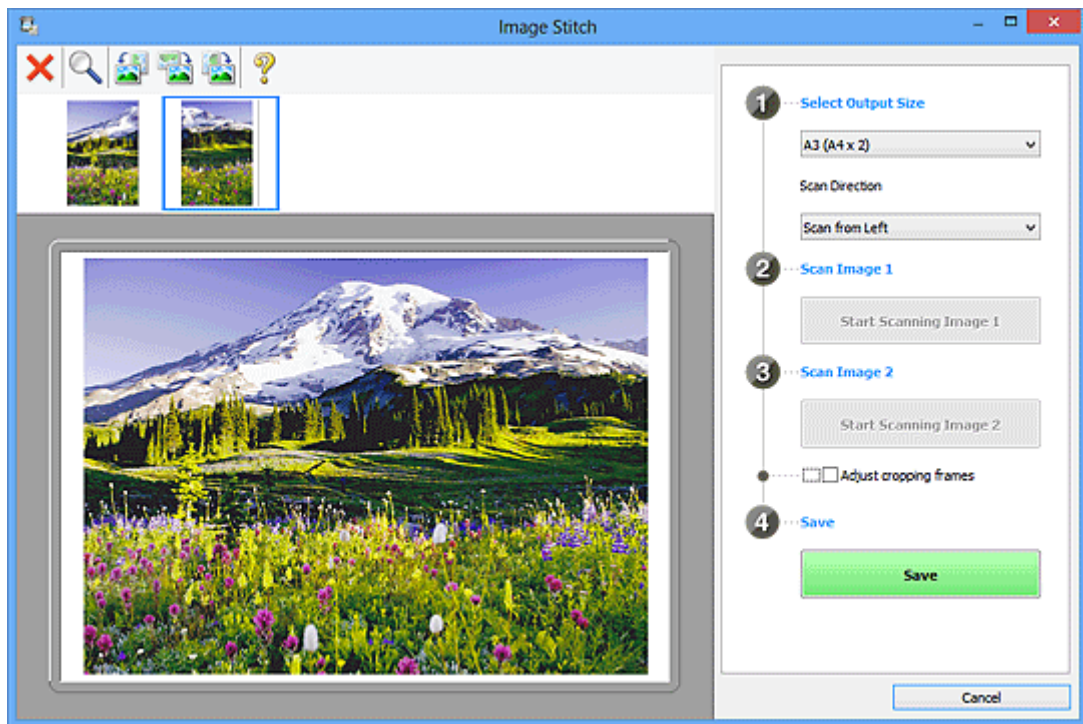 Image Stitch
1
Select Output Size
A3 (A4 x 2)
Scan Direction
Scan from Left
2
Scan Image 1
Start Scanning Image 1
3
Scan Image 2
Start Scanning Image 2
Adjust cropping frames
4
Save
Save
Cancel